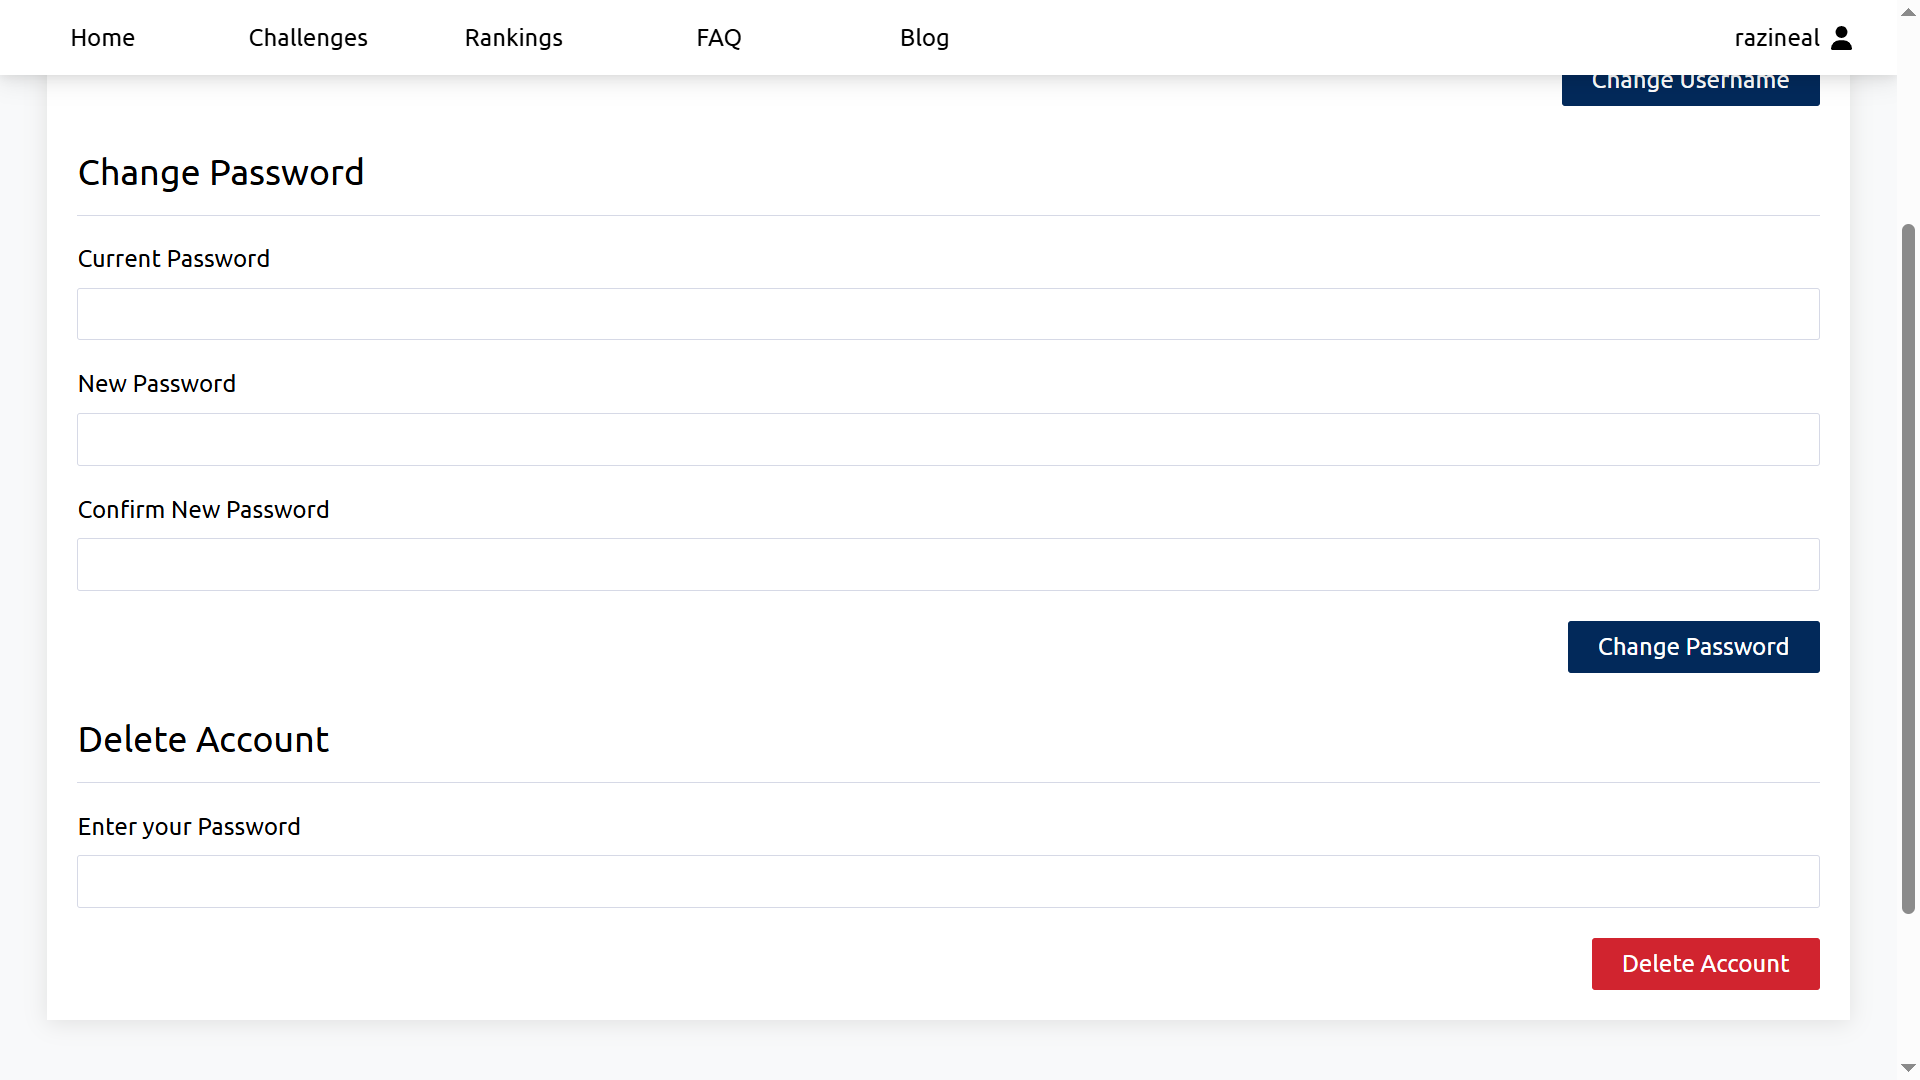 Home Challenges Rankings FAQ Blog razineal
Change Username
Change Password
Current Password
New Password
Confirm New Password
Change Password
Delete Account
Enter your Password
Delete Account